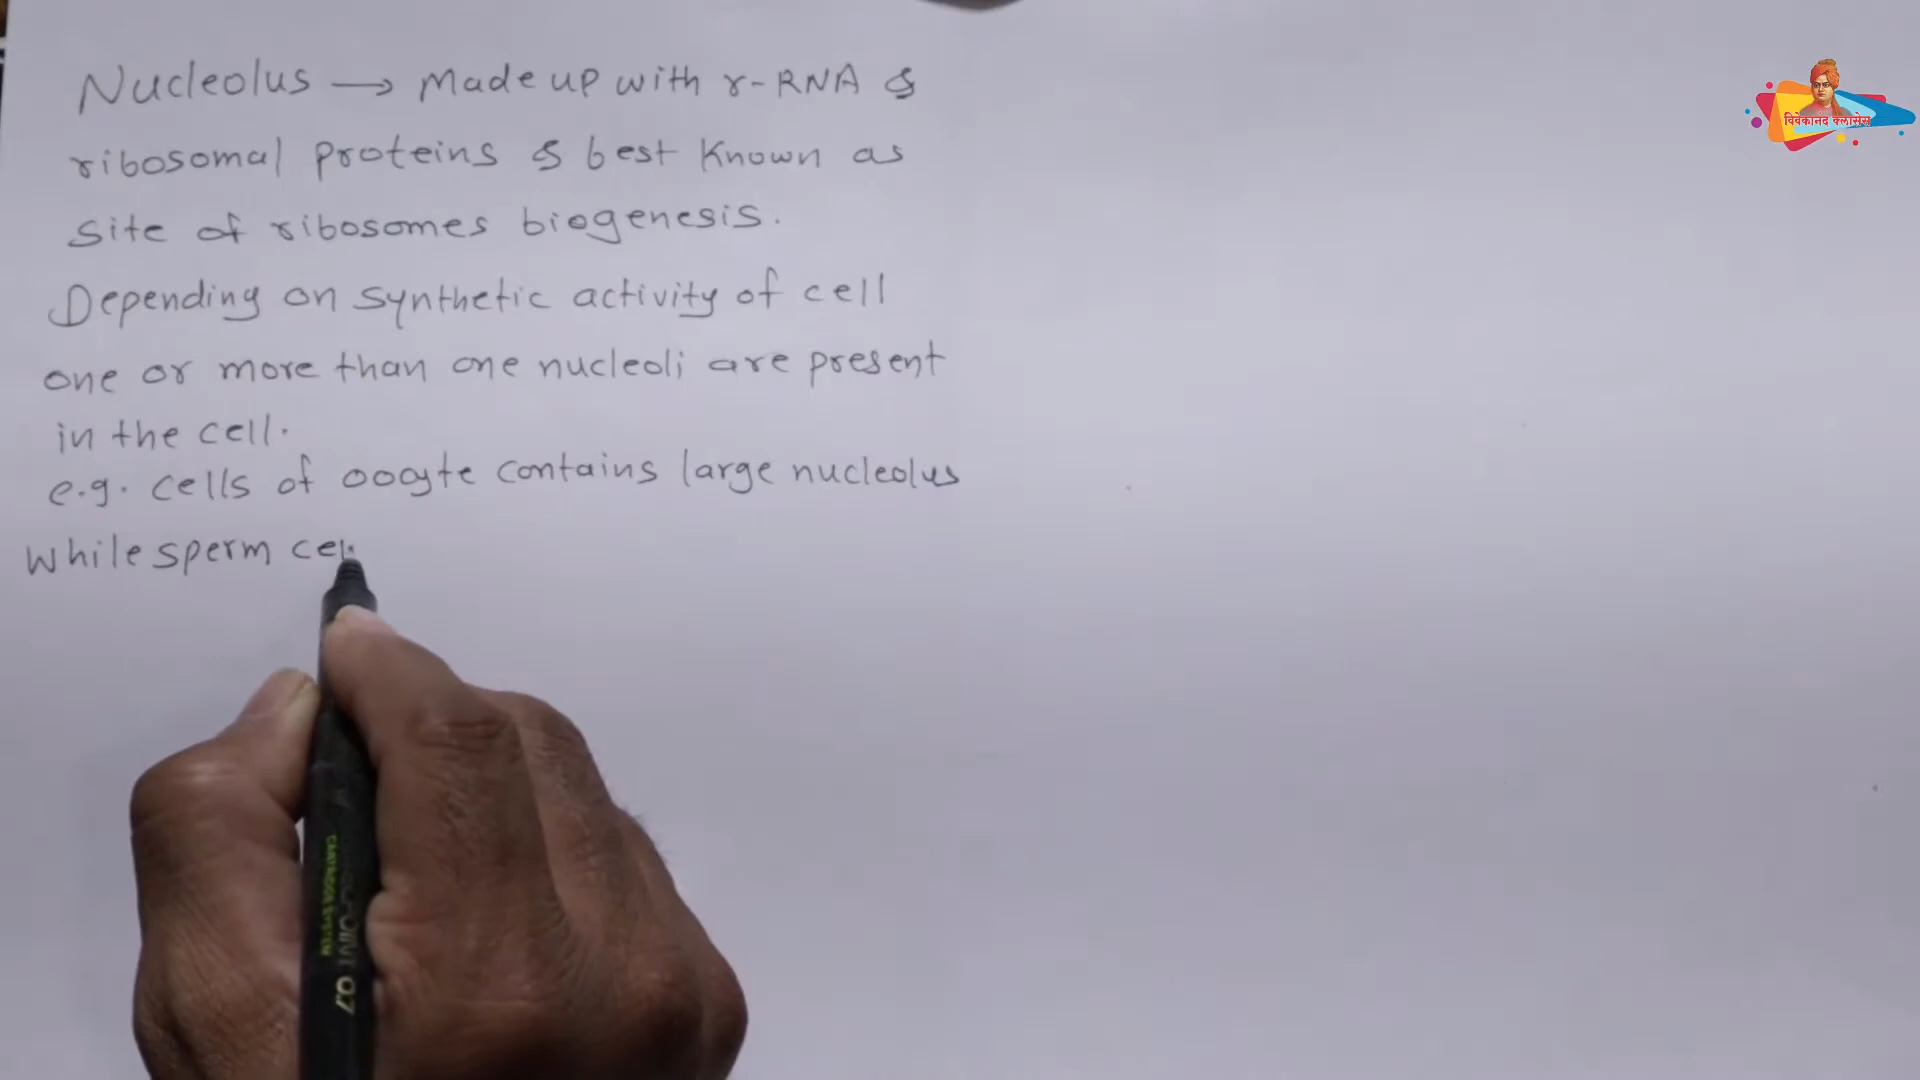 Nucleolus → Made up with r-RNA &
ribosomal proteins & best known as
site of ribosomes biogenesis.
Depending on synthetic activity of cell
one or more than one nucleoli are present
in the cell.
e.g. cells of oocyte contains large nucleolus
while sperm cel
विवेकानंद क्लासेस
07